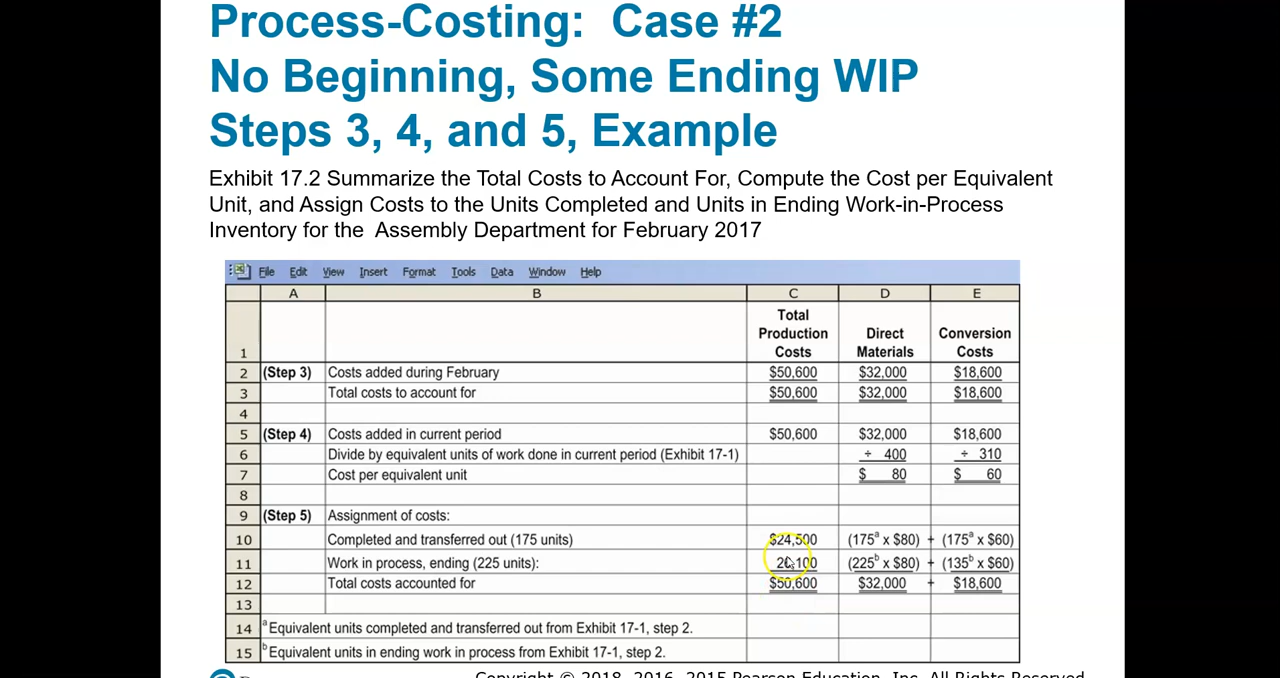 Process-Costing: Case #2
No Beginning, Some Ending WIP
Steps 3, 4, and 5, Example
Exhibit 17.2 Summarize the Total Costs to Account For, Compute the Cost per Equivalent
Unit, and Assign Costs to the Units Completed and Units in Ending Work-in-Process
Inventory for the Assembly Department for February 2017
File Edit View Insert Format Tools Data Window Help
A B C D E
Total
Production Direct Conversion
1 Costs Materials Costs
2 (Step 3) Costs added during February $50,600 $32,000 $18,600
3 Total costs to account for $50,600 $32,000 $18,600
4
5 (Step 4) Costs added in current period $50,600 $32,000 $18,600
6 Divide by equivalent units of work done in current period (Exhibit 17-1) ÷ 400 ÷ 310
7 Cost per equivalent unit $ 80 $ 60
8
9 (Step 5) Assignment of costs:
10 Completed and transferred out (175 units) $24,500 (175ª x $80) + (175ª x $60)
11 Work in process, ending (225 units): 26,100 (225ᵇ x $80) + (135ᵇ x $60)
12 Total costs accounted for $50,600 $32,000 + $18,600
13
14 ªEquivalent units completed and transferred out from Exhibit 17-1, step 2.
15 ᵇEquivalent units in ending work in process from Exhibit 17-1, step 2.
Copyright © 2018, 2016, 2015 Pearson Education, Inc. All Rights Reserved